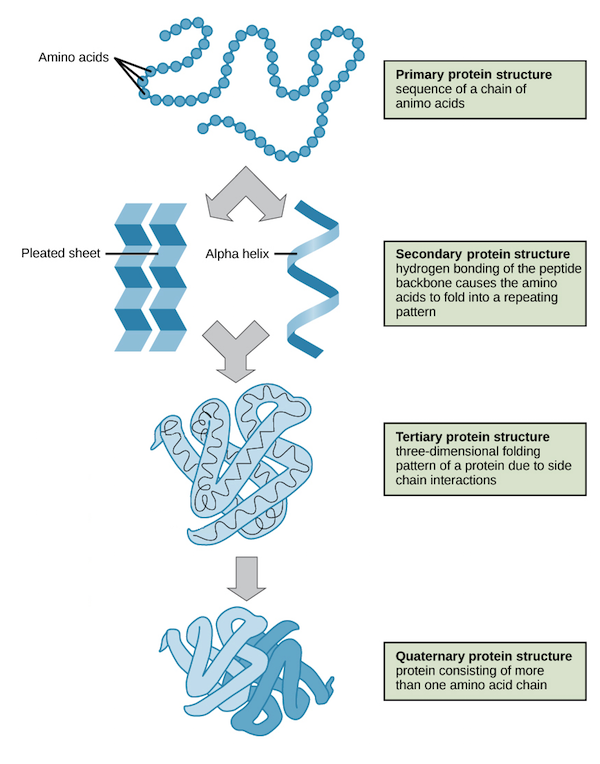 Amino acids
Primary protein structure
sequence of a chain of
animo acids
Pleated sheet
Alpha helix
Secondary protein structure
hydrogen bonding of the peptide
backbone causes the amino
acids to fold into a repeating
pattern
Tertiary protein structure
three-dimensional folding
pattern of a protein due to side
chain interactions
Quaternary protein structure
protein consisting of more
than one amino acid chain